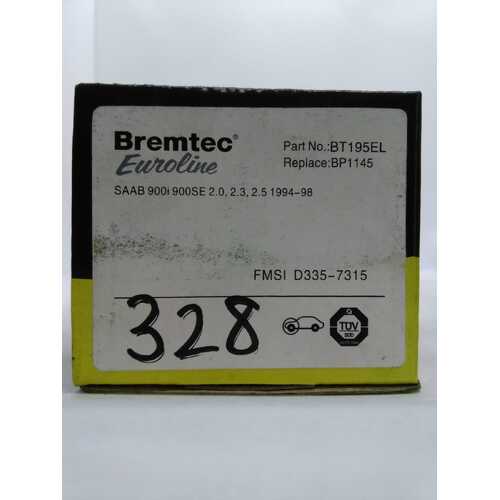 Bremtec®
Euroline
Part No.:BT195EL
Replace:BP1145
SAAB 900i 900SE 2.0, 2.3, 2.5 1994-98
FMSI D335-7315
328
TÜV